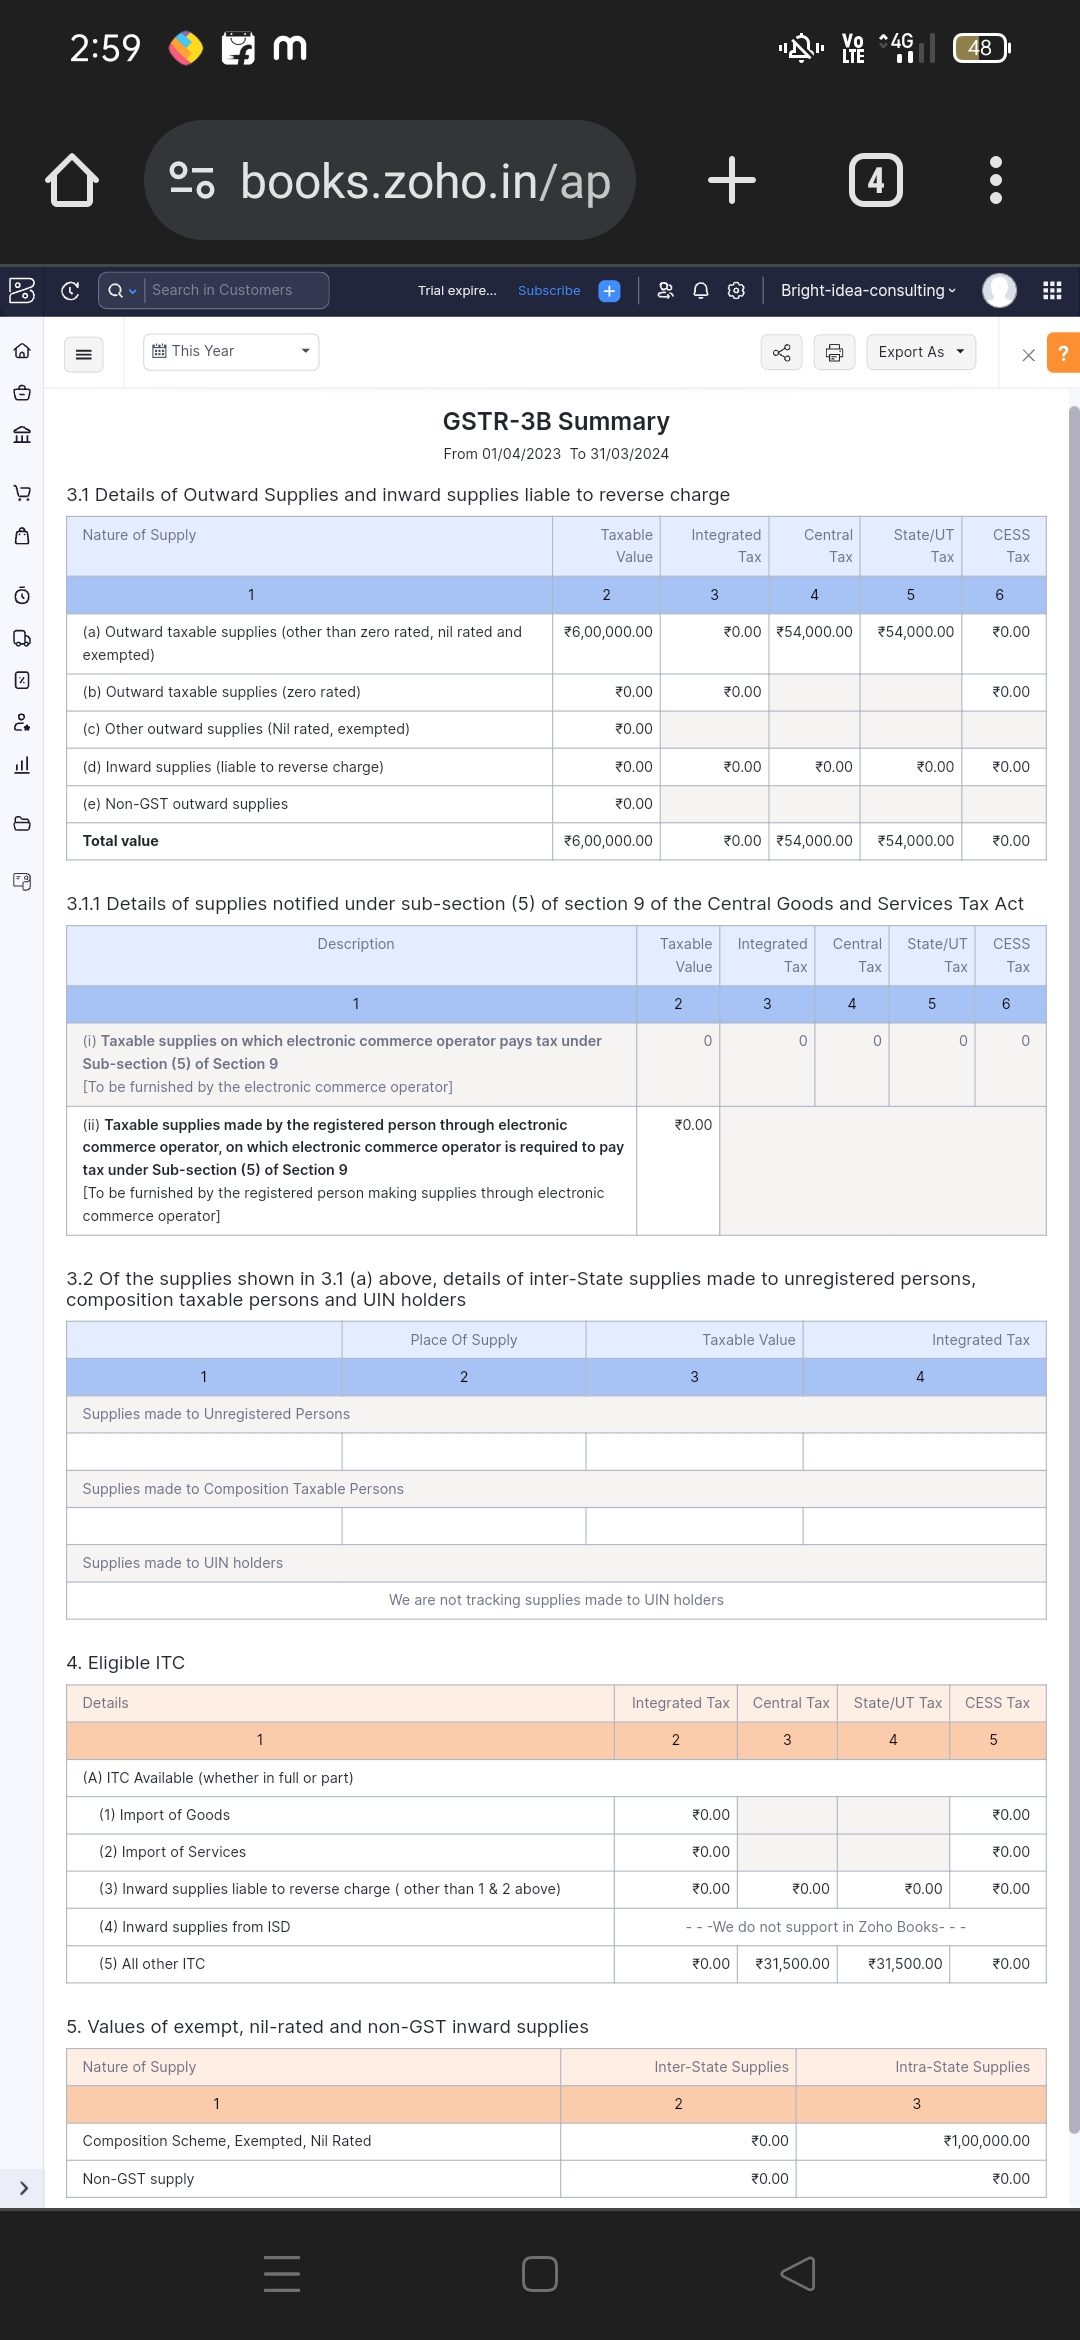 2:59 m Vo LTE 4G 48
books.zoho.in/ap 4
Search in Customers Trial expire... Subscribe Bright-idea-consulting
This Year Export As ?
GSTR-3B Summary
From 01/04/2023 To 31/03/2024
3.1 Details of Outward Supplies and inward supplies liable to reverse charge
Nature of Supply Taxable Value Integrated Tax Central Tax State/UT Tax CESS Tax
1 2 3 4 5 6
(a) Outward taxable supplies (other than zero rated, nil rated and exempted) ₹6,00,000.00 ₹0.00 ₹54,000.00 ₹54,000.00 ₹0.00
(b) Outward taxable supplies (zero rated) ₹0.00 ₹0.00 ₹0.00
(c) Other outward supplies (Nil rated, exempted) ₹0.00
(d) Inward supplies (liable to reverse charge) ₹0.00 ₹0.00 ₹0.00 ₹0.00 ₹0.00
(e) Non-GST outward supplies ₹0.00
Total value ₹6,00,000.00 ₹0.00 ₹54,000.00 ₹54,000.00 ₹0.00
3.1.1 Details of supplies notified under sub-section (5) of section 9 of the Central Goods and Services Tax Act
Description Taxable Value Integrated Tax Central Tax State/UT Tax CESS Tax
1 2 3 4 5 6
(i) Taxable supplies on which electronic commerce operator pays tax under 0 0 0 0 0
Sub-section (5) of Section 9
[To be furnished by the electronic commerce operator]
(ii) Taxable supplies made by the registered person through electronic ₹0.00
commerce operator, on which electronic commerce operator is required to pay
tax under Sub-section (5) of Section 9
[To be furnished by the registered person making supplies through electronic
commerce operator]
3.2 Of the supplies shown in 3.1 (a) above, details of inter-State supplies made to unregistered persons,
composition taxable persons and UIN holders
Place Of Supply Taxable Value Integrated Tax
1 2 3 4
Supplies made to Unregistered Persons
Supplies made to Composition Taxable Persons
Supplies made to UIN holders
We are not tracking supplies made to UIN holders
4. Eligible ITC
Details Integrated Tax Central Tax State/UT Tax CESS Tax
1 2 3 4 5
(A) ITC Available (whether in full or part)
(1) Import of Goods ₹0.00 ₹0.00
(2) Import of Services ₹0.00 ₹0.00
(3) Inward supplies liable to reverse charge ( other than 1 & 2 above) ₹0.00 ₹0.00 ₹0.00 ₹0.00
(4) Inward supplies from ISD - - -We do not support in Zoho Books- - -
(5) All other ITC ₹0.00 ₹31,500.00 ₹31,500.00 ₹0.00
5. Values of exempt, nil-rated and non-GST inward supplies
Nature of Supply Inter-State Supplies Intra-State Supplies
1 2 3
Composition Scheme, Exempted, Nil Rated ₹0.00 ₹1,00,000.00
Non-GST supply ₹0.00 ₹0.00